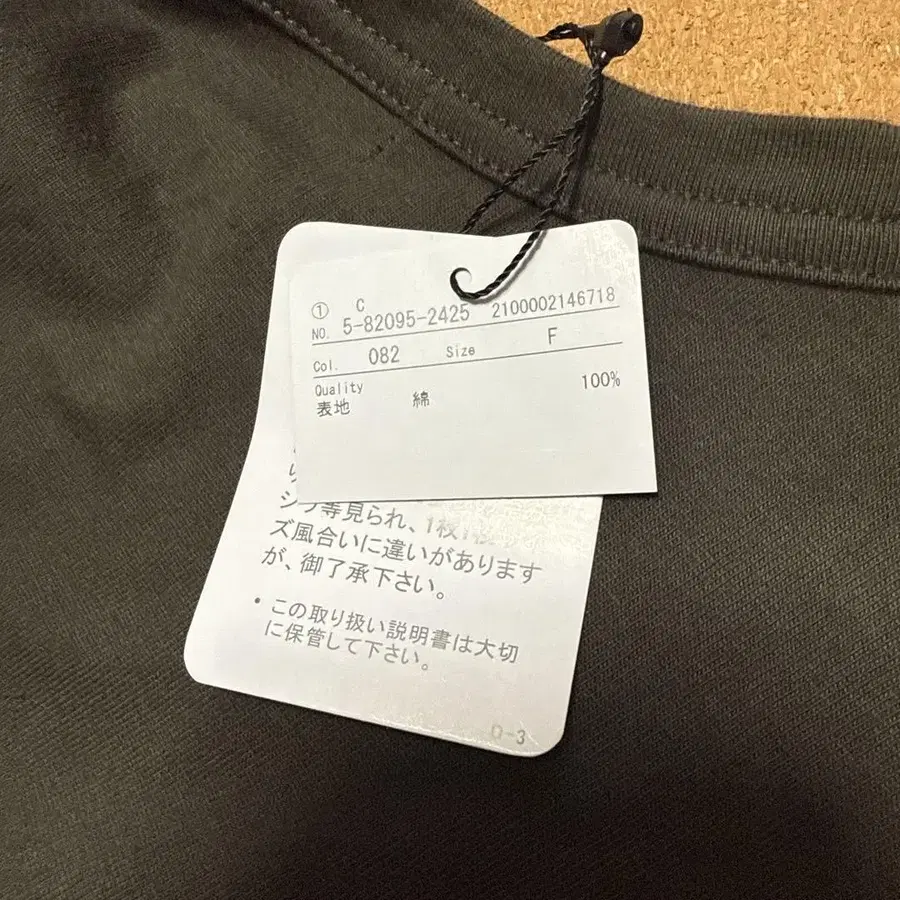 ① C
NO. 5-82095-2425 2100002146718
Col. 082 Size F
Quality 100%
表地 綿
等見られ、1枚1枚
ズ風合いに違いがあります
が、御了承下さい。
・この取り扱い説明書は大切
に保管して下さい。
D-3